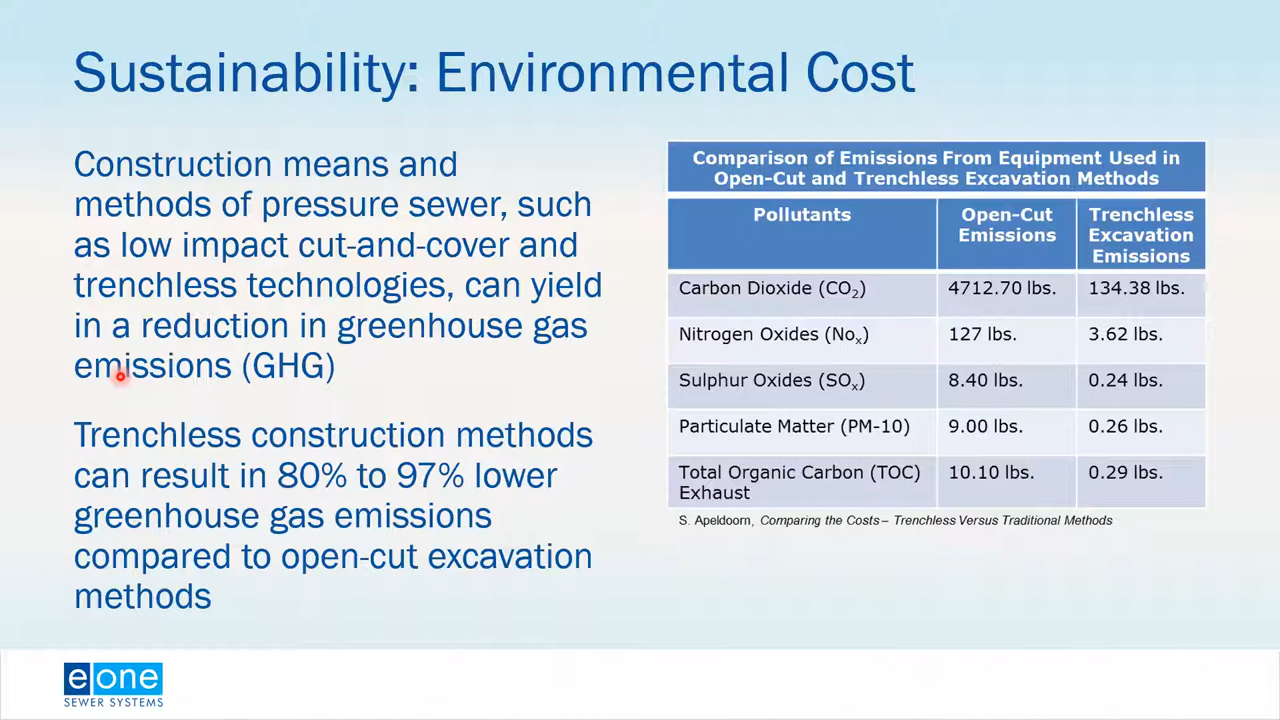 Sustainability: Environmental Cost
Construction means and
methods of pressure sewer, such
as low impact cut-and-cover and
trenchless technologies, can yield
in a reduction in greenhouse gas
emissions (GHG)
Trenchless construction methods
can result in 80% to 97% lower
greenhouse gas emissions
compared to open-cut excavation
methods
Comparison of Emissions From Equipment Used in
Open-Cut and Trenchless Excavation Methods
Pollutants
Open-Cut
Emissions
Trenchless
Excavation
Emissions
Carbon Dioxide (CO₂) 4712.70 lbs. 134.38 lbs.
Nitrogen Oxides (Noₓ) 127 lbs. 3.62 lbs.
Sulphur Oxides (SOₓ) 8.40 lbs. 0.24 lbs.
Particulate Matter (PM-10) 9.00 lbs. 0.26 lbs.
Total Organic Carbon (TOC) 10.10 lbs. 0.29 lbs.
Exhaust
S. Apeldoorn, Comparing the Costs – Trenchless Versus Traditional Methods
eone
SEWER SYSTEMS